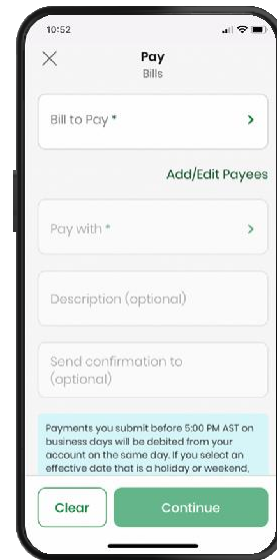 10:52
Pay
Bills
Bill to Pay *
Add/Edit Payees
Pay with *
Description (optional)
Send confirmation to
(optional)
Payments you submit before 5:00 PM AST on
business days will be debited from your
account on the same day. If you select an
effective date that is a holiday or weekend,
Clear
Continue